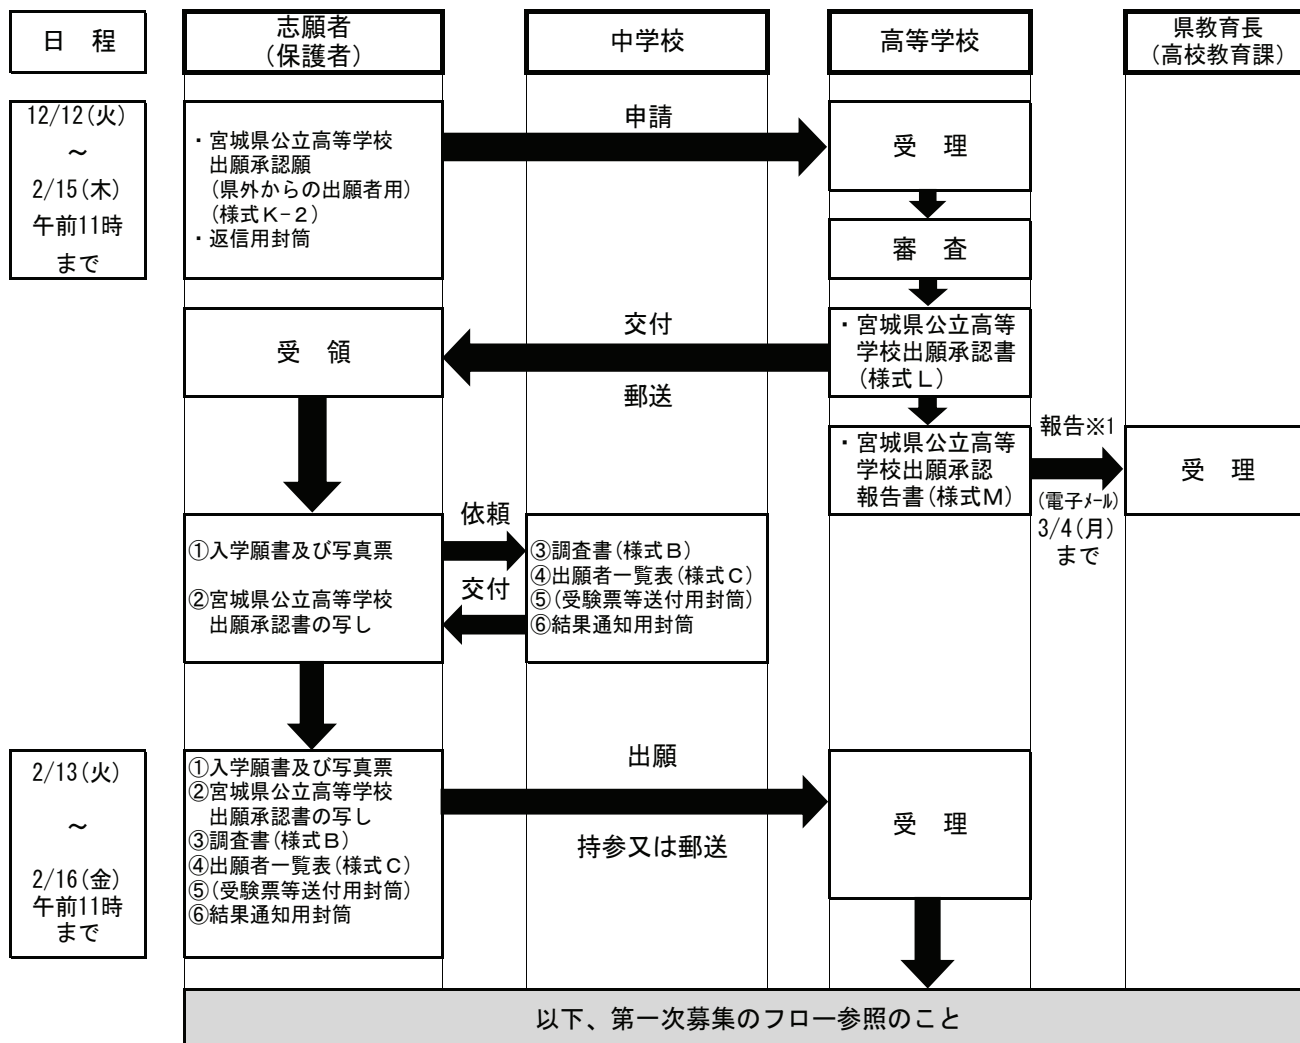 日　程
志願者
（保護者）
中学校
高等学校
県教育長
（高校教育課）
12/12(火)
～
2/15(木)
午前11時
まで
・宮城県公立高等学校
出願承認願
(県外からの出願者用)
(様式Ｋ－２)
・返信用封筒
申請
受　理
審　査
受　領
交付
郵送
・宮城県公立高等
学校出願承認書
(様式Ｌ)
・宮城県公立高等
学校出願承認
報告書(様式Ｍ)
報告※1
(電子ﾒｰﾙ)
3/4(月)
まで
受　理
①入学願書及び写真票
②宮城県公立高等学校
出願承認書の写し
依頼
交付
③調査書(様式Ｂ)
④出願者一覧表(様式Ｃ)
⑤(受験票等送付用封筒)
⑥結果通知用封筒
2/13(火)
～
2/16(金)
午前11時
まで
①入学願書及び写真票
②宮城県公立高等学校
出願承認書の写し
③調査書(様式Ｂ)
④出願者一覧表(様式Ｃ)
⑤(受験票等送付用封筒)
⑥結果通知用封筒
出願
持参又は郵送
受　理
以下、第一次募集のフロー参照のこと